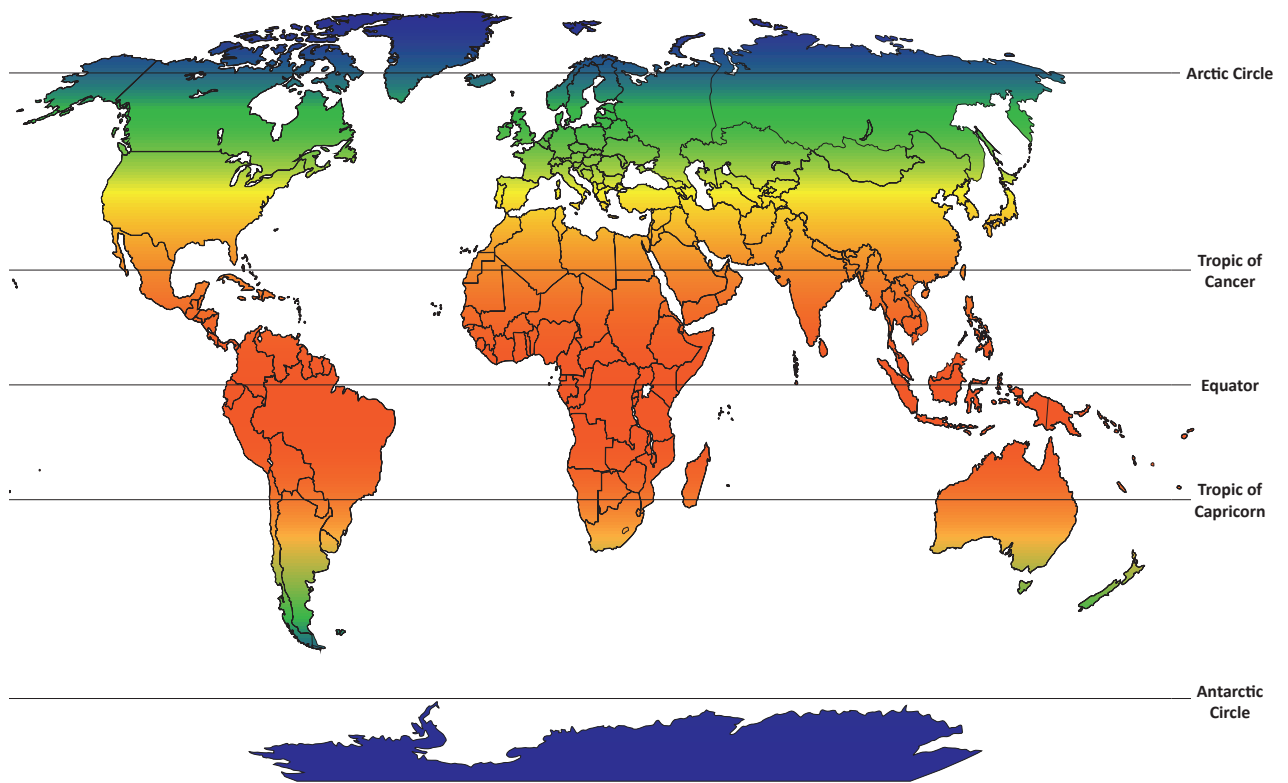 Arctic Circle
Tropic of
Cancer
Equator
Tropic of
Capricorn
Antarctic
Circle